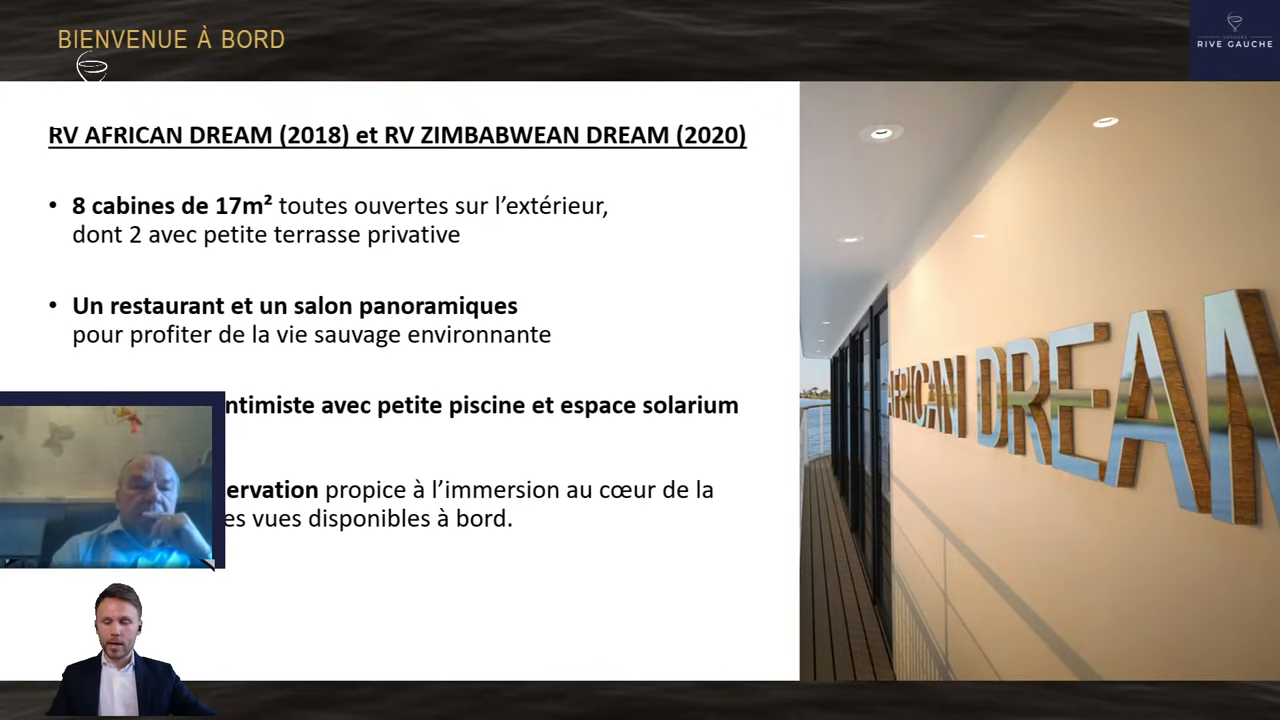 BIENVENUE À BORD
VOYAGES
RIVE GAUCHE
RV AFRICAN DREAM (2018) et RV ZIMBABWEAN DREAM (2020)
• 8 cabines de 17m² toutes ouvertes sur l’extérieur,
dont 2 avec petite terrasse privative
• Un restaurant et un salon panoramiques
pour profiter de la vie sauvage environnante
ntimiste avec petite piscine et espace solarium
ervation propice à l’immersion au cœur de la
es vues disponibles à bord.
AFRICAN DREAM